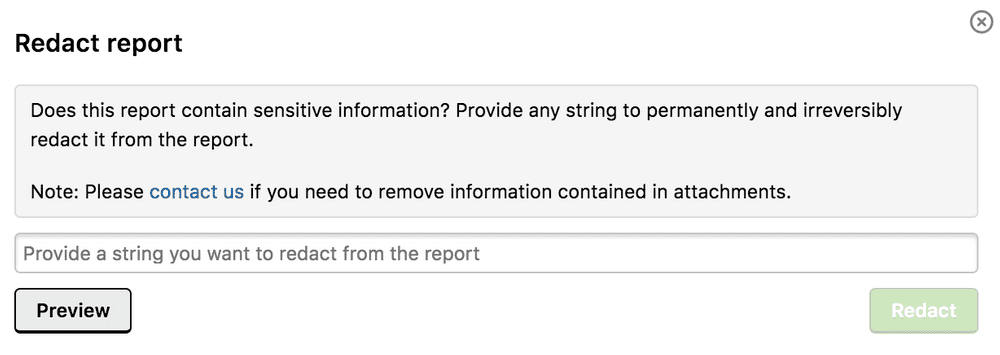 Redact report
Does this report contain sensitive information? Provide any string to permanently and irreversibly
redact it from the report.
Note: Please contact us if you need to remove information contained in attachments.
Provide a string you want to redact from the report
Preview
Redact